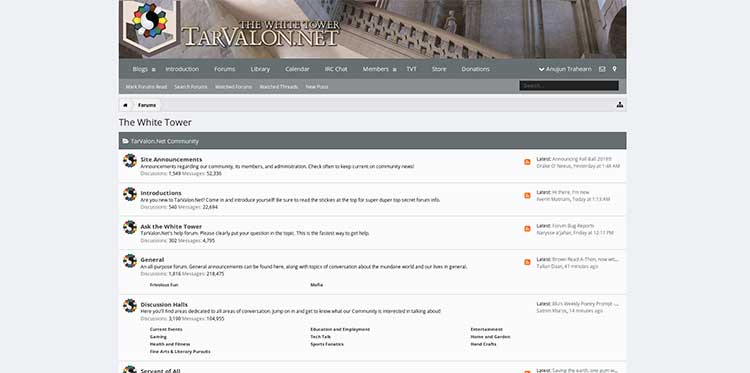 THE WHITE TOWER
TARVALON.NET
Blogs Introduction Forums Library Calendar IRC Chat Members TVT Store Donations Anujun Trahearn
Mark Forums Read Search Forums Watched Forums Watched Threads New Posts Search...
Forums
The White Tower
TarValon.Net Community
Site Announcements
Announcements regarding our community, its members, and administration. Check often to keep current on community news!
Discussions: 1,549 Messages: 52,336
Latest: Announcing Fall Ball 2019!!
Drake O' Neeus, Yesterday at 1:48 AM
Introductions
Are you new to TarValon.Net? Come in and introduce yourself! Be sure to read the stickies at the top for super duper top secret forum info.
Discussions: 540 Messages: 22,694
Latest: Hi there, I'm new
Today at 1:13 AM
Ask the White Tower
TarValon.Net's help forum. Please clearly put your question in the topic. This is the fastest way to get help.
Discussions: 302 Messages: 4,795
Latest: Forum Bug Reports
Narysse a'Jahar, Friday at 12:11 PM
General
An all-purpose forum. General announcements can be found here, along with topics of conversation about the mundane world and our lives in general.
Discussions: 1,816 Messages: 218,475
Latest: Brown Read-A-Thon, now wit...
Talian Daar, 41 minutes ago
Frivolous Fun Mafia
Discussion Halls
Here you'll find areas dedicated to all areas of conversation. Jump on in and get to know what our Community is interested in talking about!
Discussions: 3,190 Messages: 104,955
Latest: Blu's Weekly Poetry Prompt -...
14 minutes ago
Current Events Education and Employment Entertainment
Gaming Tech Talk Home and Garden
Health and Fitness Sports Fanatics Hand Crafts
Fine Arts & Literary Pursuits
Servant of All
Latest: Saving the earth, one gum w...